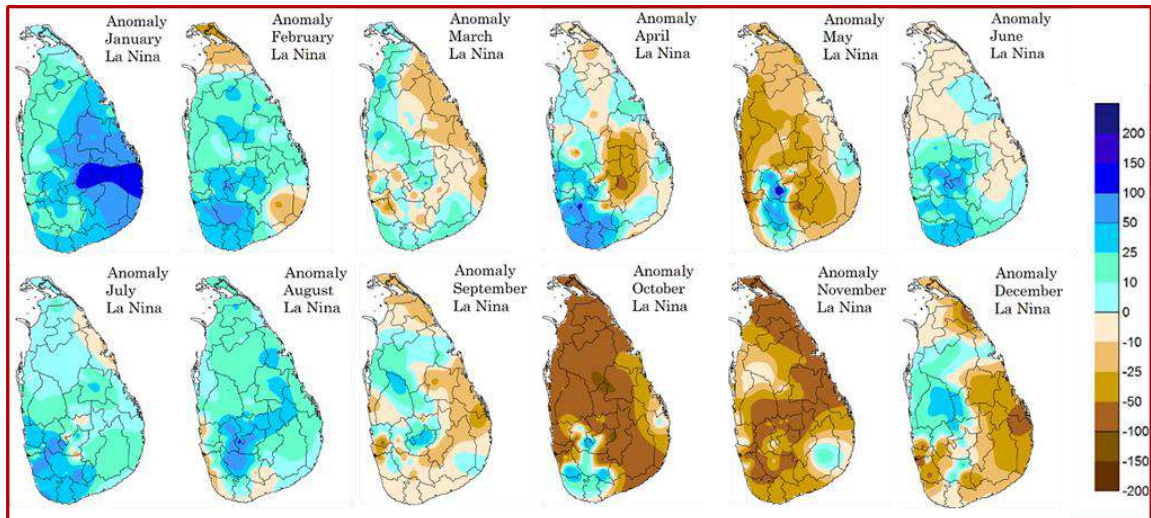 Anomaly
January
La Nina
Anomaly
February
La Nina
Anomaly
March
La Nina
Anomaly
April
La Nina
Anomaly
May
La Nina
Anomaly
June
La Nina
Anomaly
July
La Nina
Anomaly
August
La Nina
Anomaly
September
La Nina
Anomaly
October
La Nina
Anomaly
November
La Nina
Anomaly
December
La Nina
200
150
100
50
25
10
0
-10
-25
-50
-100
-150
-200